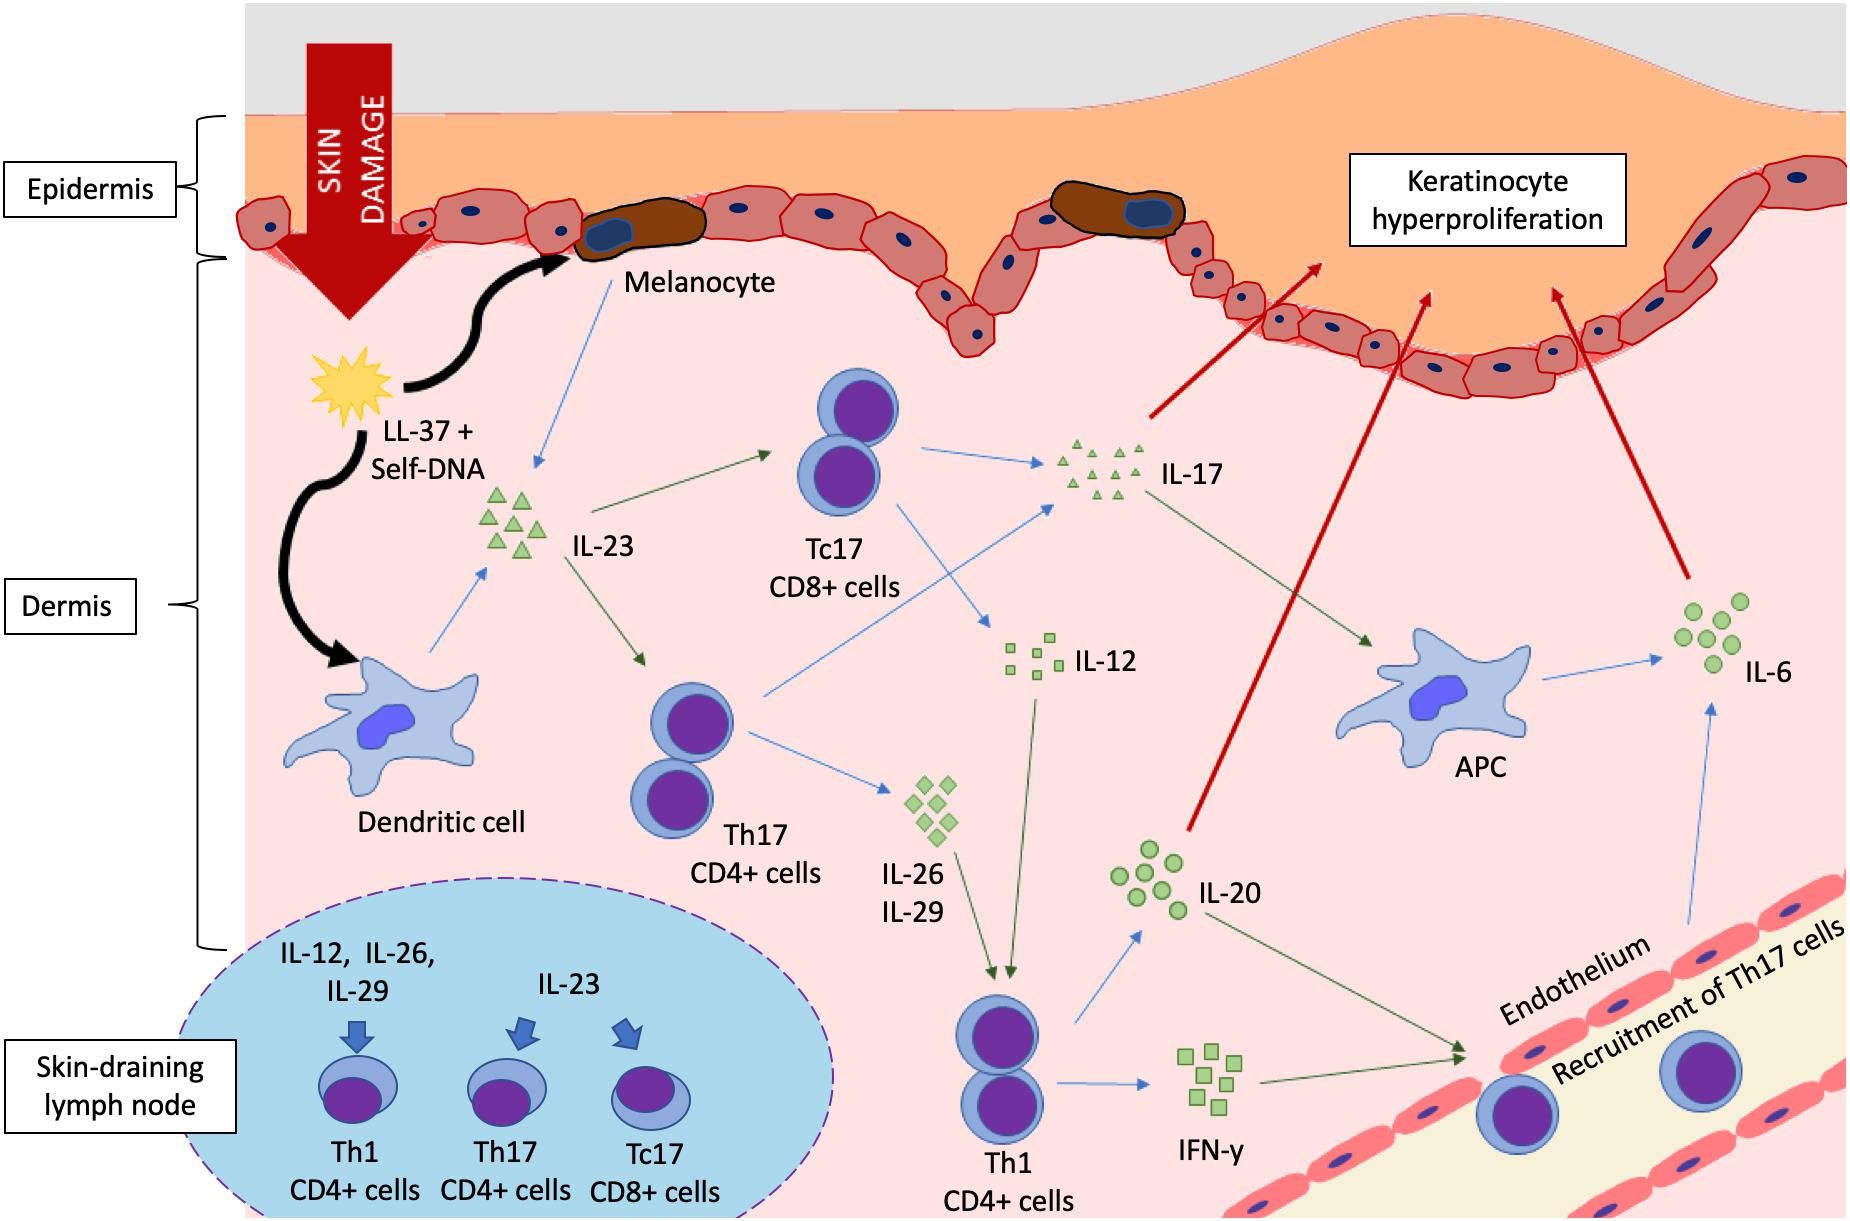 SKIN
DAMAGE
Epidermis
Keratinocyte
hyperproliferation
Melanocyte
LL-37 +
Self-DNA
IL-17
IL-23
Tc17
CD8+ cells
Dermis
IL-12
IL-6
APC
Dendritic cell
Th17
CD4+ cells
IL-26
IL-29
IL-20
Endothelium
Recruitment of Th17 cells
IL-12, IL-26,
IL-29
IL-23
Skin-draining
lymph node
Th1
CD4+ cells
Th17
CD4+ cells
Tc17
CD8+ cells
Th1
CD4+ cells
IFN-y